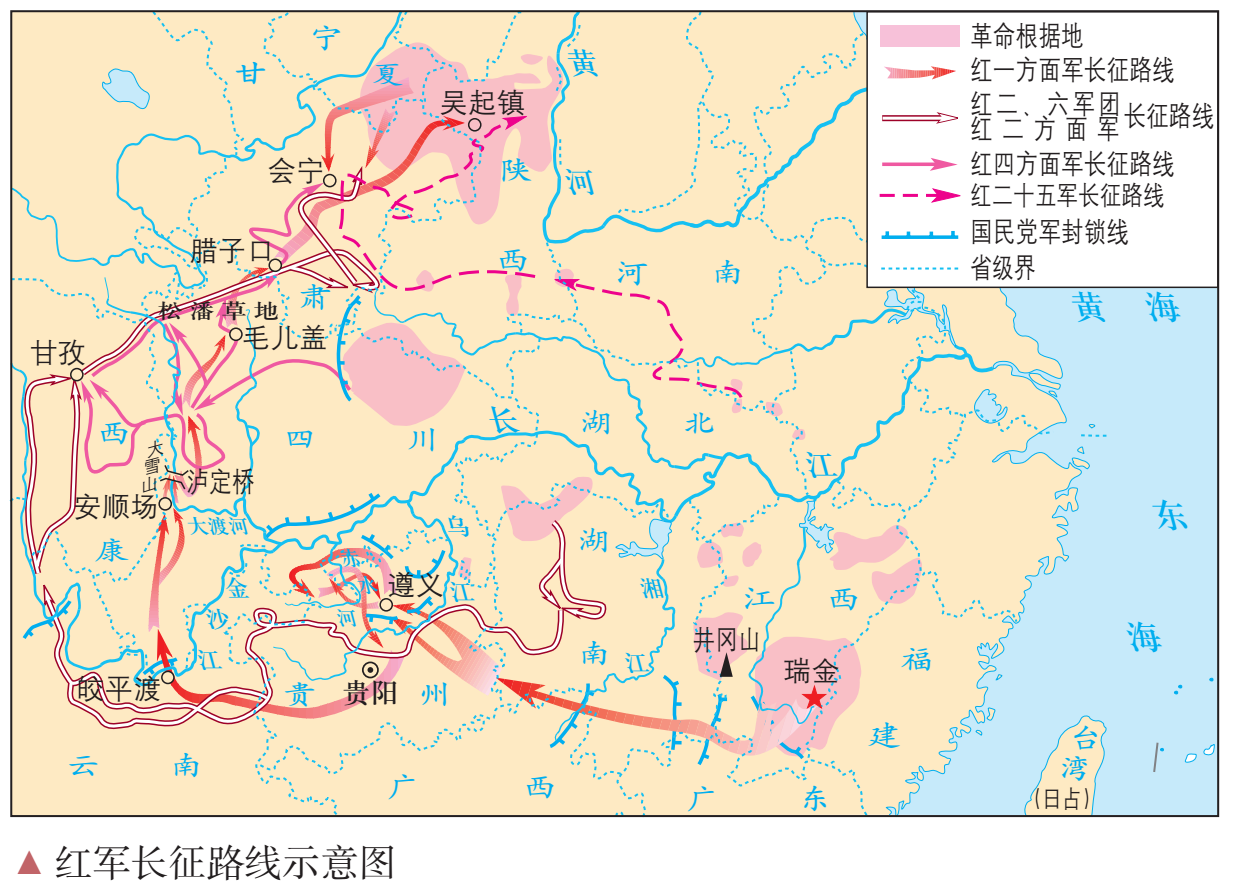 革命根据地
红一方面军长征路线
红二、六军团
红二方面军
长征路线
红四方面军长征路线
红二十五军长征路线
国民党军封锁线
省级界
宁
夏
甘
肃
黄
河
吴起镇
陕
西
会宁
腊子口
河
南
松潘草地
毛儿盖
甘孜
西
康
四
川
长
江
湖
北
黄海
东
海
大雪山
泸定桥
安顺场
大渡河
乌
江
湖
南
金
沙
江
赤
水
河
遵义
湘
江
江
西
井冈山
瑞金
福
建
皎平渡
贵阳
贵
州
云
南
广
西
广
东
台
湾
(日占)
▲ 红军长征路线示意图